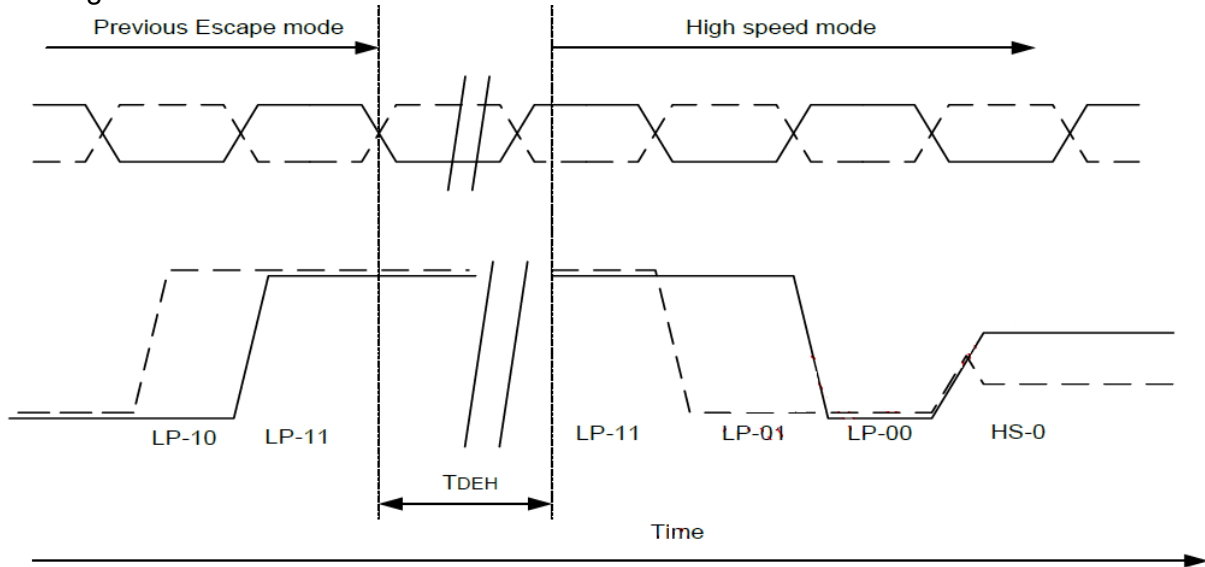 Previous Escape mode
High speed mode
LP-10
LP-11
LP-11
LP-01
LP-00
HS-0
TDEH
Time